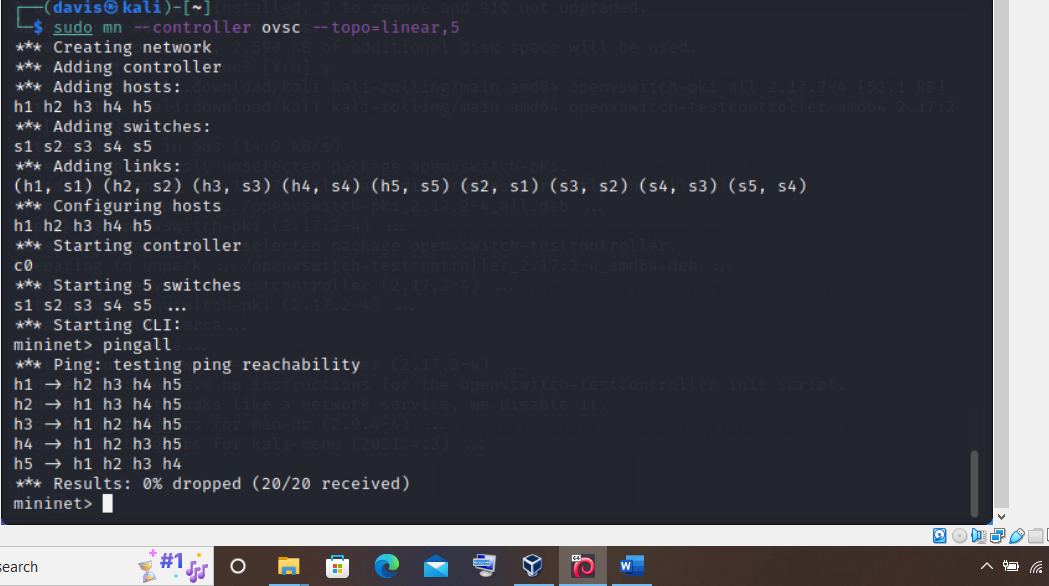 ┌──(davis㉿kali)-[~]
└─$ sudo mn --controller ovsc --topo=linear,5
*** Creating network
*** Adding controller
*** Adding hosts:
h1 h2 h3 h4 h5
*** Adding switches:
s1 s2 s3 s4 s5
*** Adding links:
(h1, s1) (h2, s2) (h3, s3) (h4, s4) (h5, s5) (s2, s1) (s3, s2) (s4, s3) (s5, s4)
*** Configuring hosts
h1 h2 h3 h4 h5
*** Starting controller
c0
*** Starting 5 switches
s1 s2 s3 s4 s5 ...
*** Starting CLI:
mininet> pingall
*** Ping: testing ping reachability
h1 → h2 h3 h4 h5
h2 → h1 h3 h4 h5
h3 → h1 h2 h4 h5
h4 → h1 h2 h3 h5
h5 → h1 h2 h3 h4
*** Results: 0% dropped (20/20 received)
mininet>
earch
#1
W